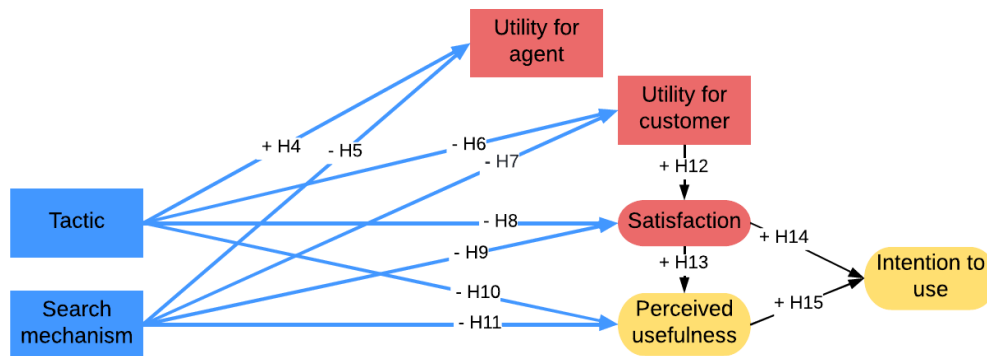 Utility for
agent
Utility for
customer
+ H4
- H5
- H6
- H7
+ H12
Tactic
- H8
Satisfaction
+ H14
- H9
+ H13
Intention to
use
Search
mechanism
- H10
- H11
Perceived
usefulness
+ H15